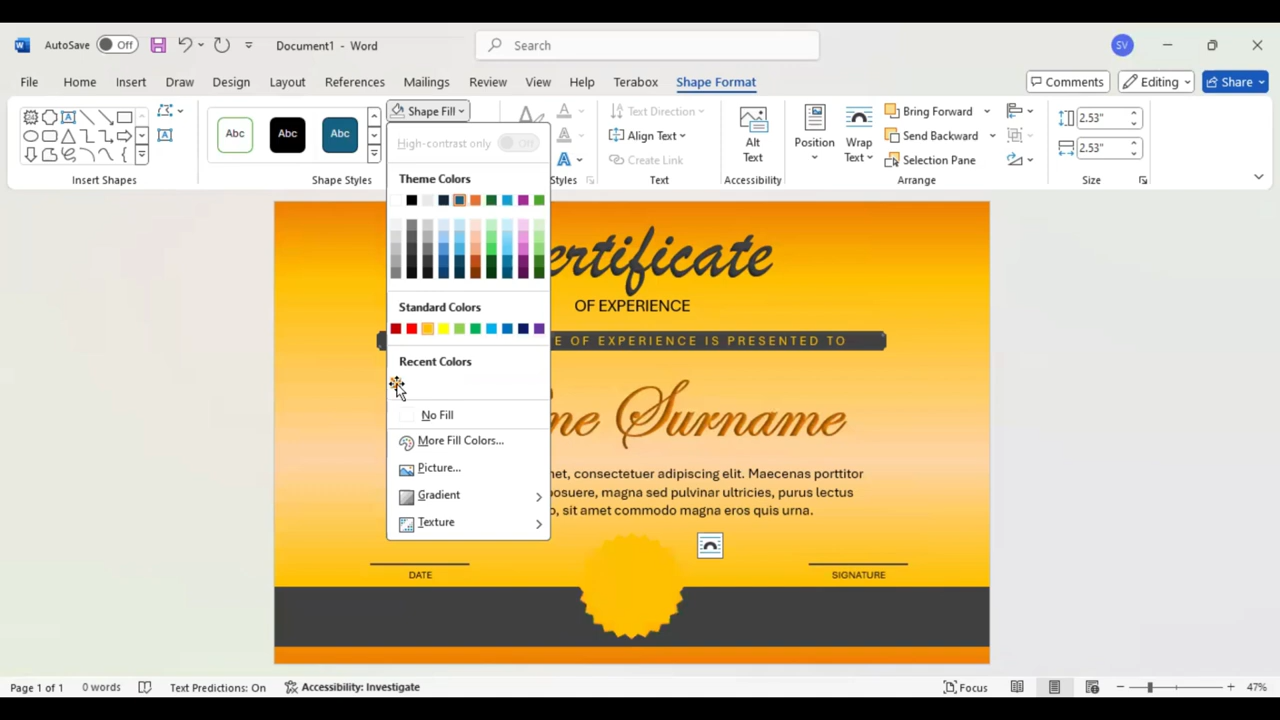 AutoSave Off Document1 - Word Search SV
File Home Insert Draw Design Layout References Mailings Review View Help Terabox Shape Format Comments Editing Share
Shape Fill Text Direction Bring Forward 2.53"
Abc Abc Abc High-contrast only Off Align Text Alt Text Position Wrap Text Send Backward 2.53"
Create Link Selection Pane
Insert Shapes Shape Styles Styles Text Accessibility Arrange Size
Theme Colors
Standard Colors
Recent Colors
No Fill
More Fill Colors...
Picture...
Gradient
Texture
ertificate
OF EXPERIENCE
E OF EXPERIENCE IS PRESENTED TO
me Surname
et, consectetuer adipiscing elit. Maecenas porttitor
posuere, magna sed pulvinar ultricies, purus lectus
, sit amet commodo magna eros quis urna.
DATE SIGNATURE
Page 1 of 1 0 words Text Predictions: On Accessibility: Investigate Focus 47%